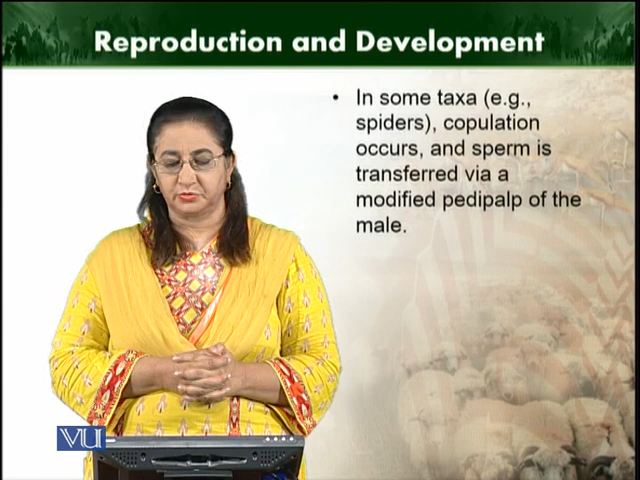 Reproduction and Development
• In some taxa (e.g.,
spiders), copulation
occurs, and sperm is
transferred via a
modified pedipalp of the
male.
VU